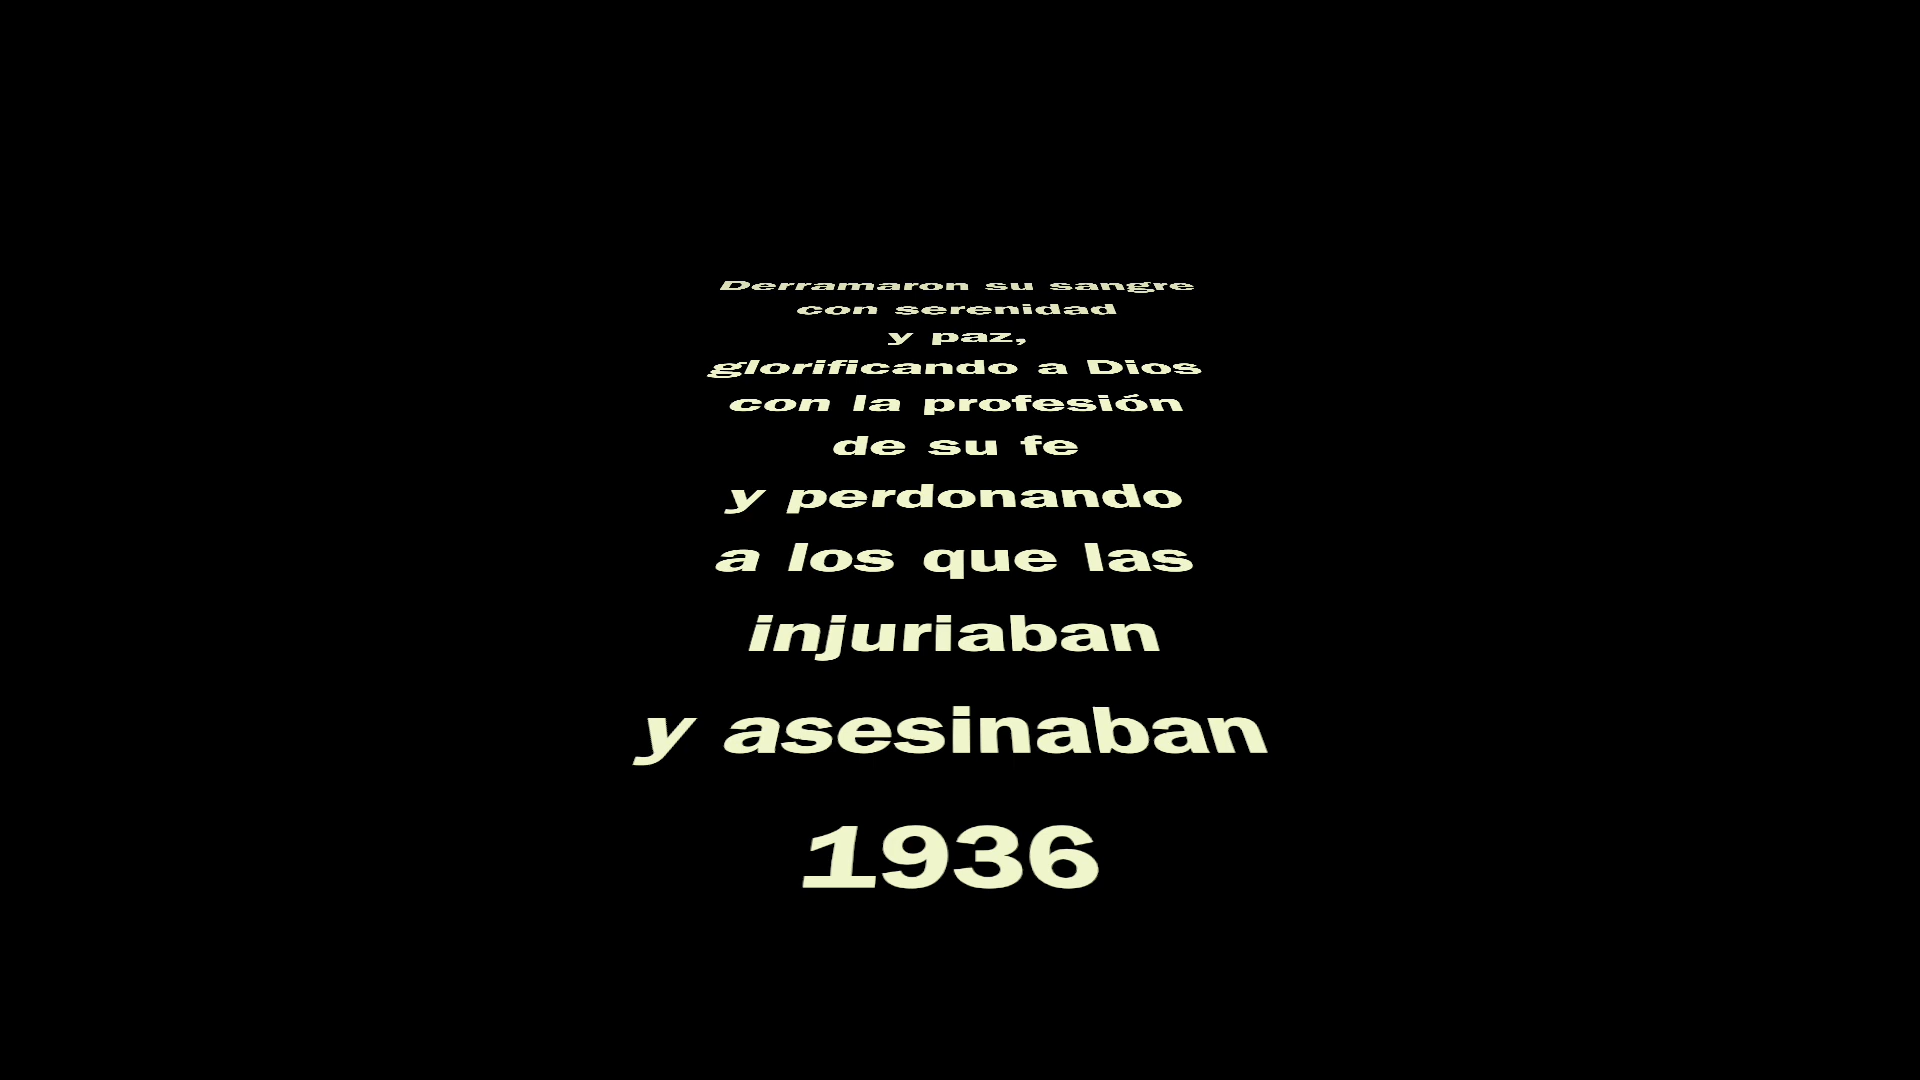 Derramaron su sangre
con serenidad
y paz,
glorificando a Dios
con la profesión
de su fe
y perdonando
a los que las
injuriaban
y asesinaban
1936